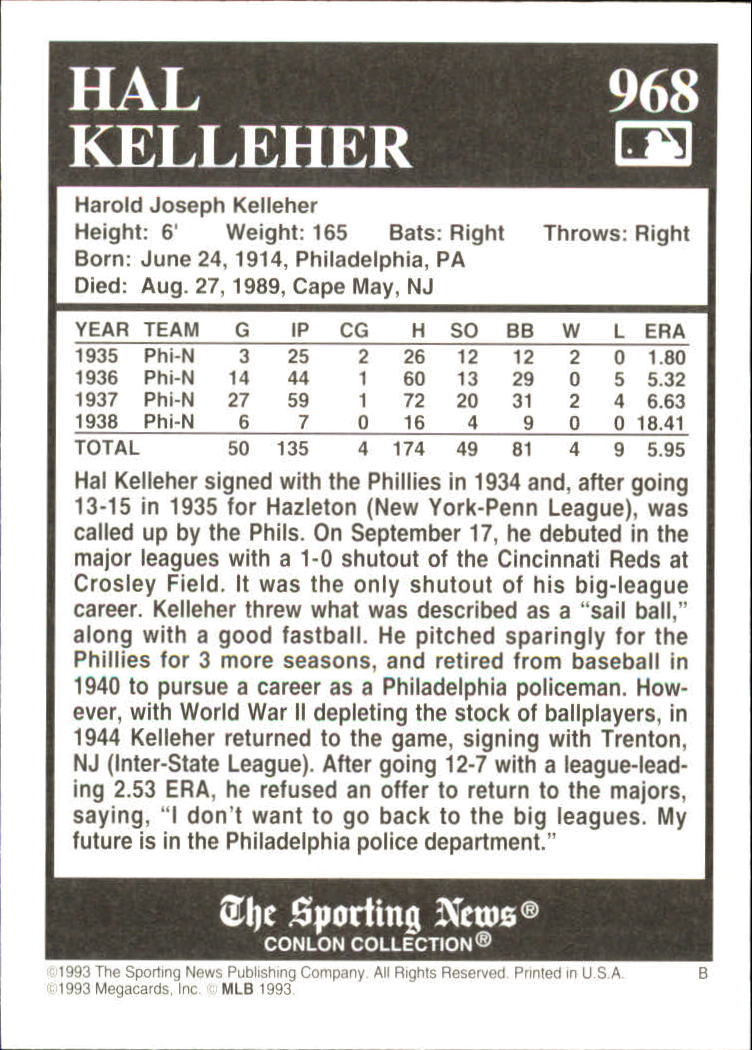 HAL 968
KELLEHER
Harold Joseph Kelleher
Height: 6' Weight: 165 Bats: Right Throws: Right
Born: June 24, 1914, Philadelphia, PA
Died: Aug. 27, 1989, Cape May, NJ
YEAR TEAM G IP CG H SO BB W L ERA
1935 Phi-N 3 25 2 26 12 12 2 0 1.80
1936 Phi-N 14 44 1 60 13 29 0 5 5.32
1937 Phi-N 27 59 1 72 20 31 2 4 6.63
1938 Phi-N 6 7 0 16 4 9 0 0 18.41
TOTAL 50 135 4 174 49 81 4 9 5.95
Hal Kelleher signed with the Phillies in 1934 and, after going
13-15 in 1935 for Hazleton (New York-Penn League), was
called up by the Phils. On September 17, he debuted in the
major leagues with a 1-0 shutout of the Cincinnati Reds at
Crosley Field. It was the only shutout of his big-league
career. Kelleher threw what was described as a “sail ball,”
along with a good fastball. He pitched sparingly for the
Phillies for 3 more seasons, and retired from baseball in
1940 to pursue a career as a Philadelphia policeman. How-
ever, with World War II depleting the stock of ballplayers, in
1944 Kelleher returned to the game, signing with Trenton,
NJ (Inter-State League). After going 12-7 with a league-lead-
ing 2.53 ERA, he refused an offer to return to the majors,
saying, “I don't want to go back to the big leagues. My
future is in the Philadelphia police department.”
The Sporting News®
CONLON COLLECTION®
©1993 The Sporting News Publishing Company. All Rights Reserved. Printed in U.S.A. B
©1993 Megacards, Inc. © MLB 1993.